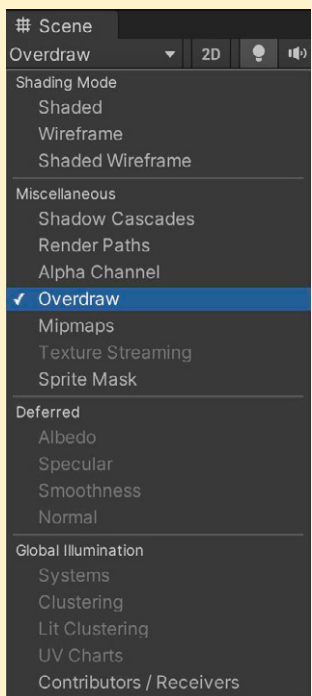 Scene
Overdraw 2D
Shading Mode
Shaded
Wireframe
Shaded Wireframe
Miscellaneous
Shadow Cascades
Render Paths
Alpha Channel
Overdraw
Mipmaps
Texture Streaming
Sprite Mask
Deferred
Albedo
Specular
Smoothness
Normal
Global Illumination
Systems
Clustering
Lit Clustering
UV Charts
Contributors / Receivers